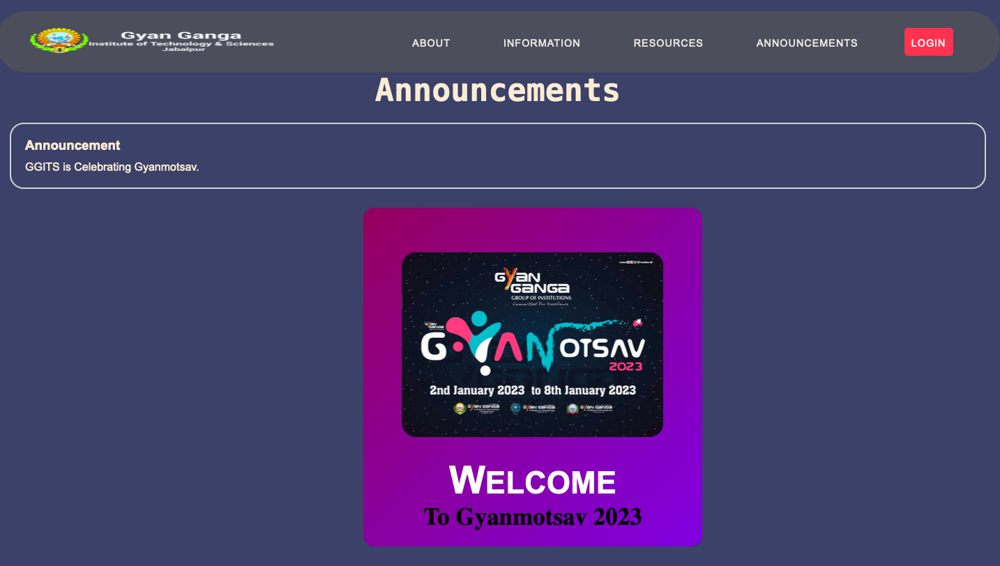 Gyan Ganga
Institute of Technology & Sciences
Jabalpur
ABOUT
INFORMATION
RESOURCES
ANNOUNCEMENTS
LOGIN
Announcements
Announcement
GGITS is Celebrating Gyanmotsav.
GYAN
GANGA
GROUP OF INSTITUTIONS
Committed For Excellence
GYAN
GANGA
GYANOTSAV
2023
2nd January 2023 to 8th January 2023
GYAN GANGA
GYAN GANGA
GYAN GANGA
WELCOME
To Gyanmotsav 2023